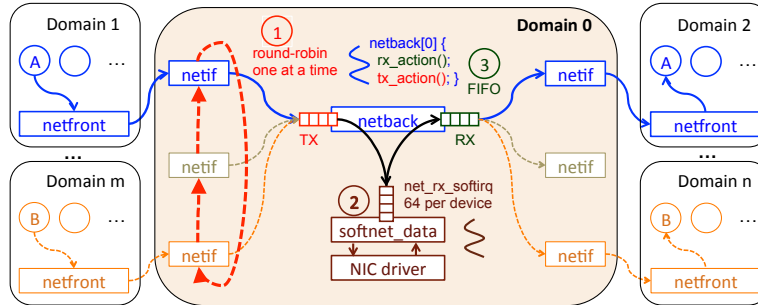 Domain 1
A
...
netfront
...
Domain m
B
...
netfront
Domain 0
1
round-robin
one at a time
netif
netif
netif
netback[0] {
rx_action();
tx_action(); }
3
FIFO
TX
netback
RX
2
net_rx_softirq
64 per device
softnet_data
NIC driver
netif
netif
netif
Domain 2
A
...
netfront
...
Domain n
B
...
netfront